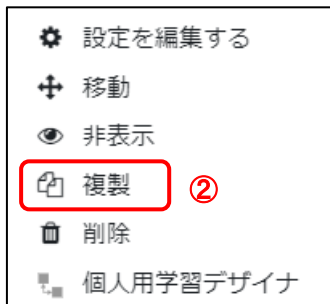 設定を編集する
移動
非表示
複製 ②
削除
個人用学習デザイナ